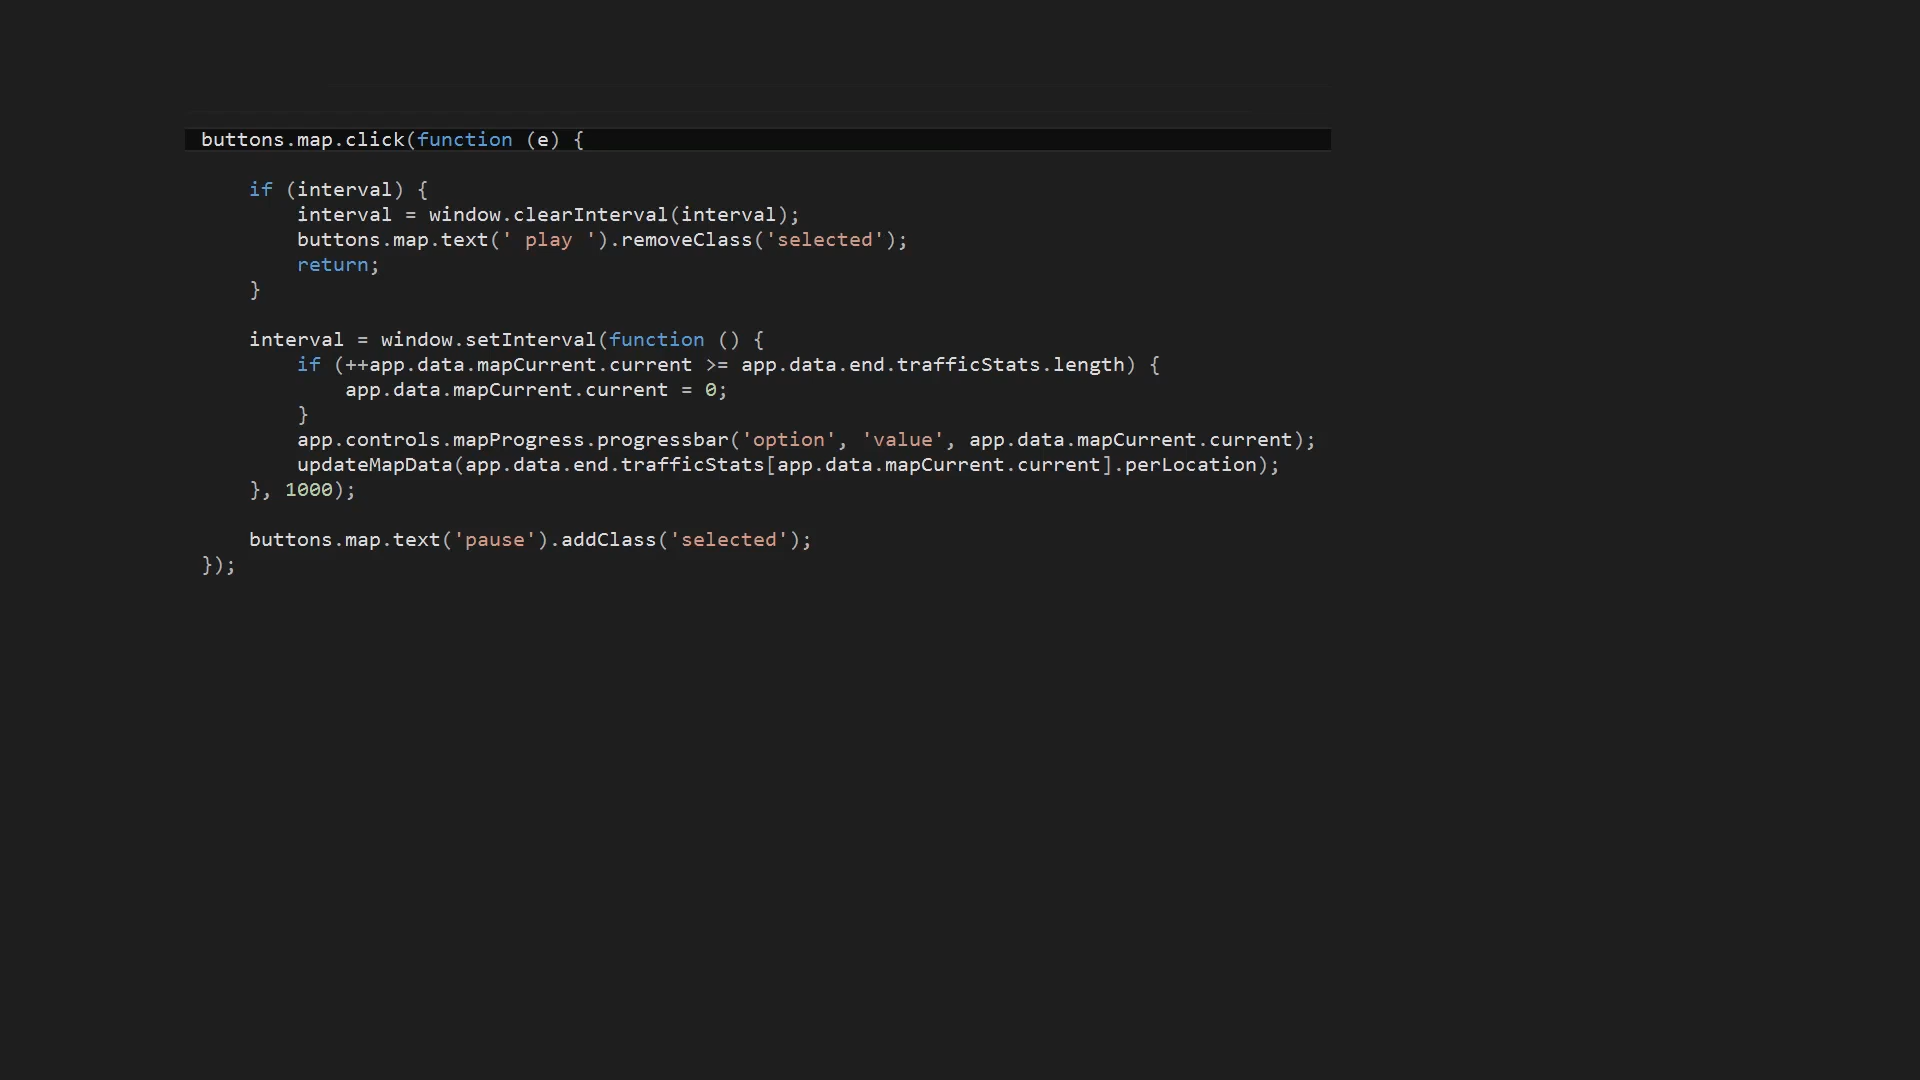 buttons.map.click(function (e) {
if (interval) {
interval = window.clearInterval(interval);
buttons.map.text(' play ').removeClass('selected');
return;
}
interval = window.setInterval(function () {
if (++app.data.mapCurrent.current >= app.data.end.trafficStats.length) {
app.data.mapCurrent.current = 0;
}
app.controls.mapProgress.progressbar('option', 'value', app.data.mapCurrent.current);
updateMapData(app.data.end.trafficStats[app.data.mapCurrent.current].perLocation);
}, 1000);
buttons.map.text('pause').addClass('selected');
});